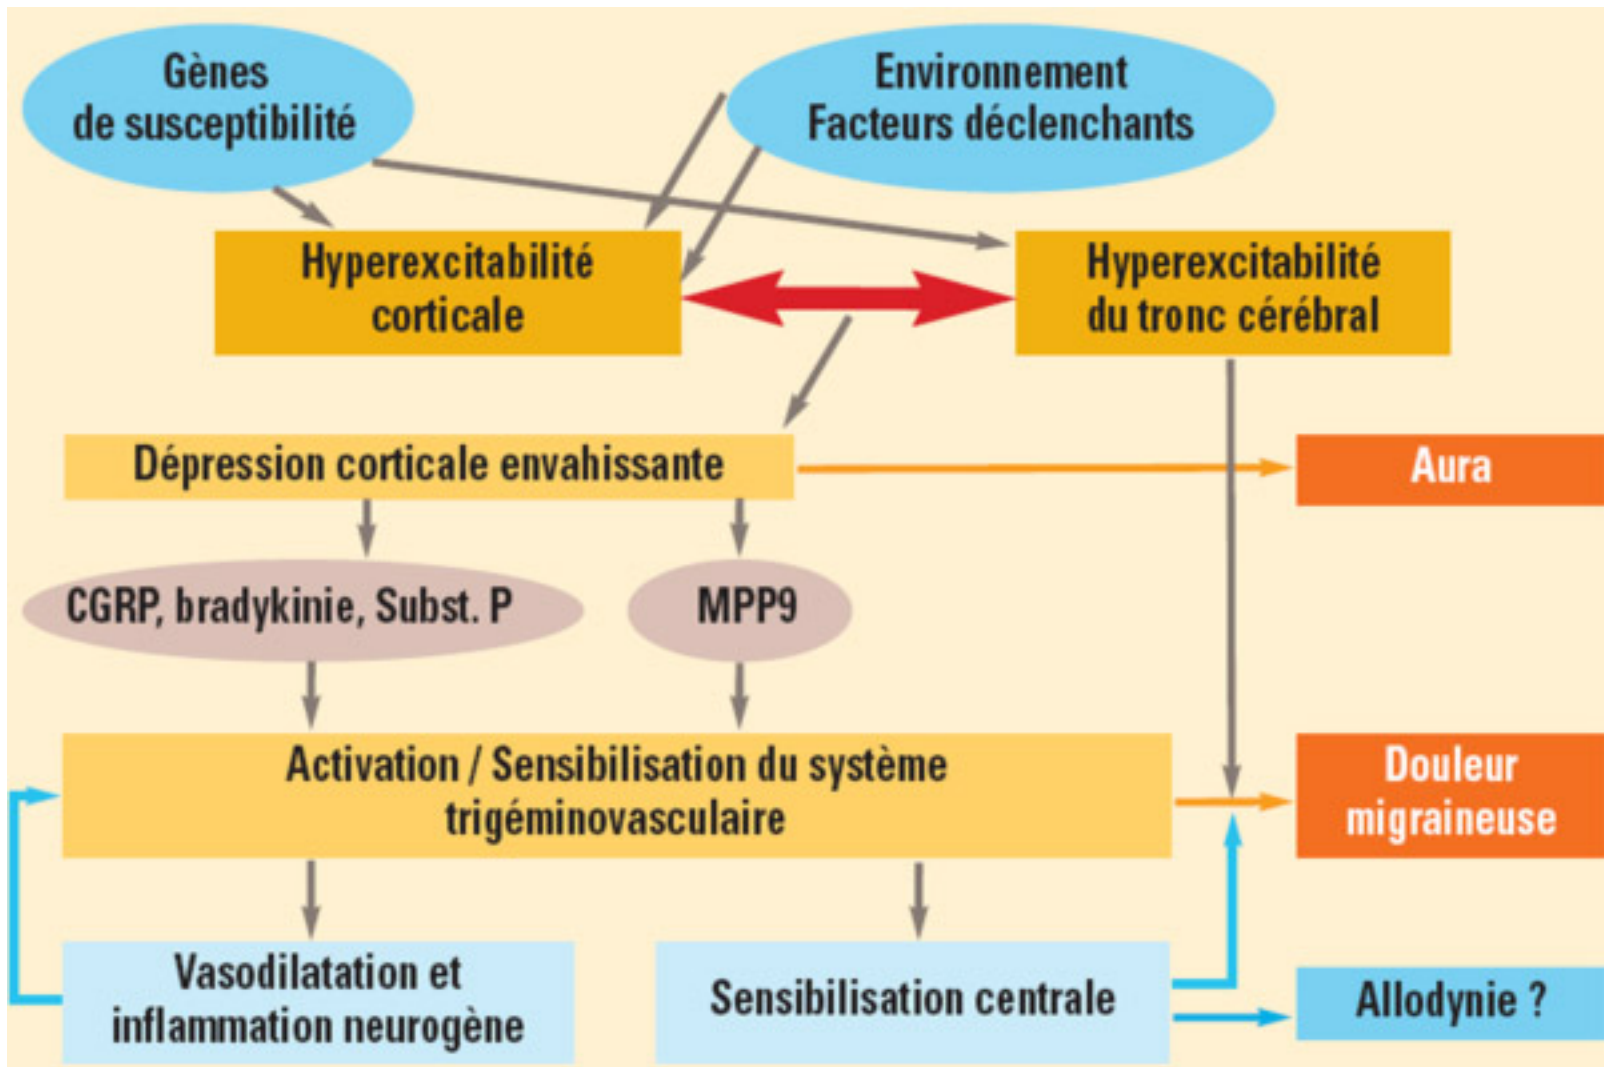 Gènes
de susceptibilité
Environnement
Facteurs déclenchants
Hyperexcitabilité
corticale
Hyperexcitabilité
du tronc cérébral
Dépression corticale envahissante
Aura
CGRP, bradykinie, Subst. P
MPP9
Activation / Sensibilisation du système
trigéminovasculaire
Douleur
migraineuse
Vasodilatation et
inflammation neurogène
Sensibilisation centrale
Allodynie ?